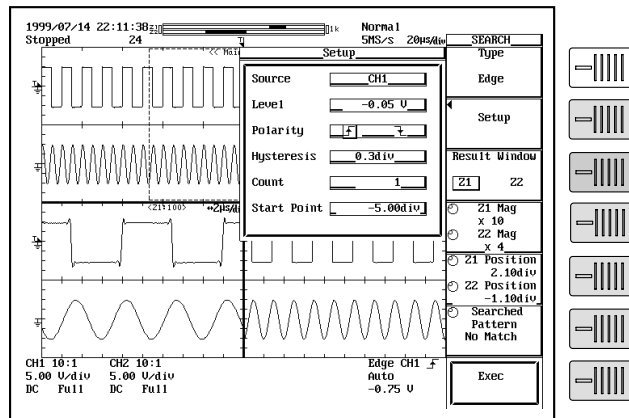 1999/07/14 22:11:38
Stopped 24
1k
Normal
5MS/s 20µs/div
<< Main
Setup
Source CH1
Level -0.05 V
Polarity
Hysteresis 0.3div
Count 1
Start Point -5.00div
SEARCH
Type
Edge
Setup
Result Window
Z1 Z2
Z1 Mag
x 10
Z2 Mag
x 4
Z1 Position
2.10div
Z2 Position
-1.10div
Searched
Pattern
No Match
Exec
<Z1:100>
CH1 10:1 CH2 10:1
5.00 V/div 5.00 V/div
DC Full DC Full
Edge CH1
Auto
-0.75 V